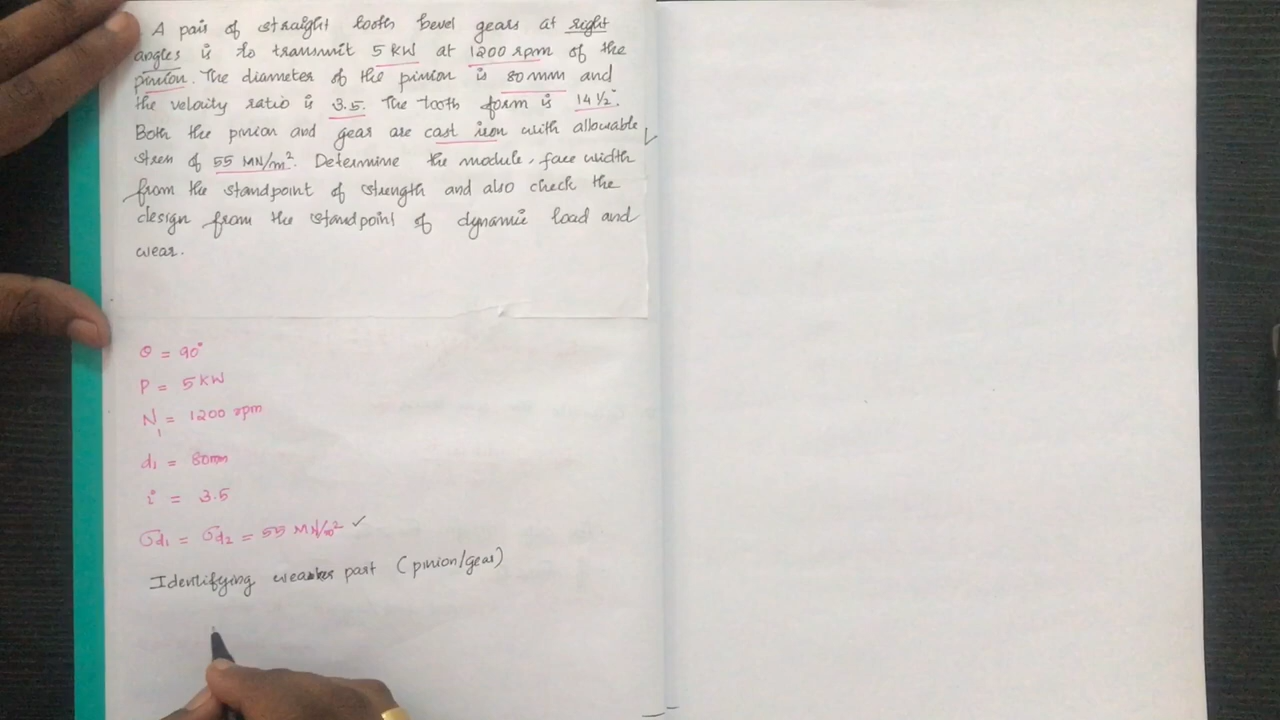 A pair of straight tooth bevel gears at right
angles is to transmit 5 KW at 1200 rpm of the
pinion. The diameter of the pinion is 80 mm and
the velocity ratio is 3.5. The tooth form is 14 ½°.
Both the pinion and gear are cast iron with allowable
stress of 55 MN/m². Determine the module, face width
from the standpoint of strength and also check the
design from the standpoint of dynamic load and
wear.
θ = 90°
P = 5 KW
N₁ = 1200 rpm
d₁ = 80mm
i = 3.5
σd₁ = σd₂ = 55 MN/m² ✓
Identifying weaker part (pinion/gear)